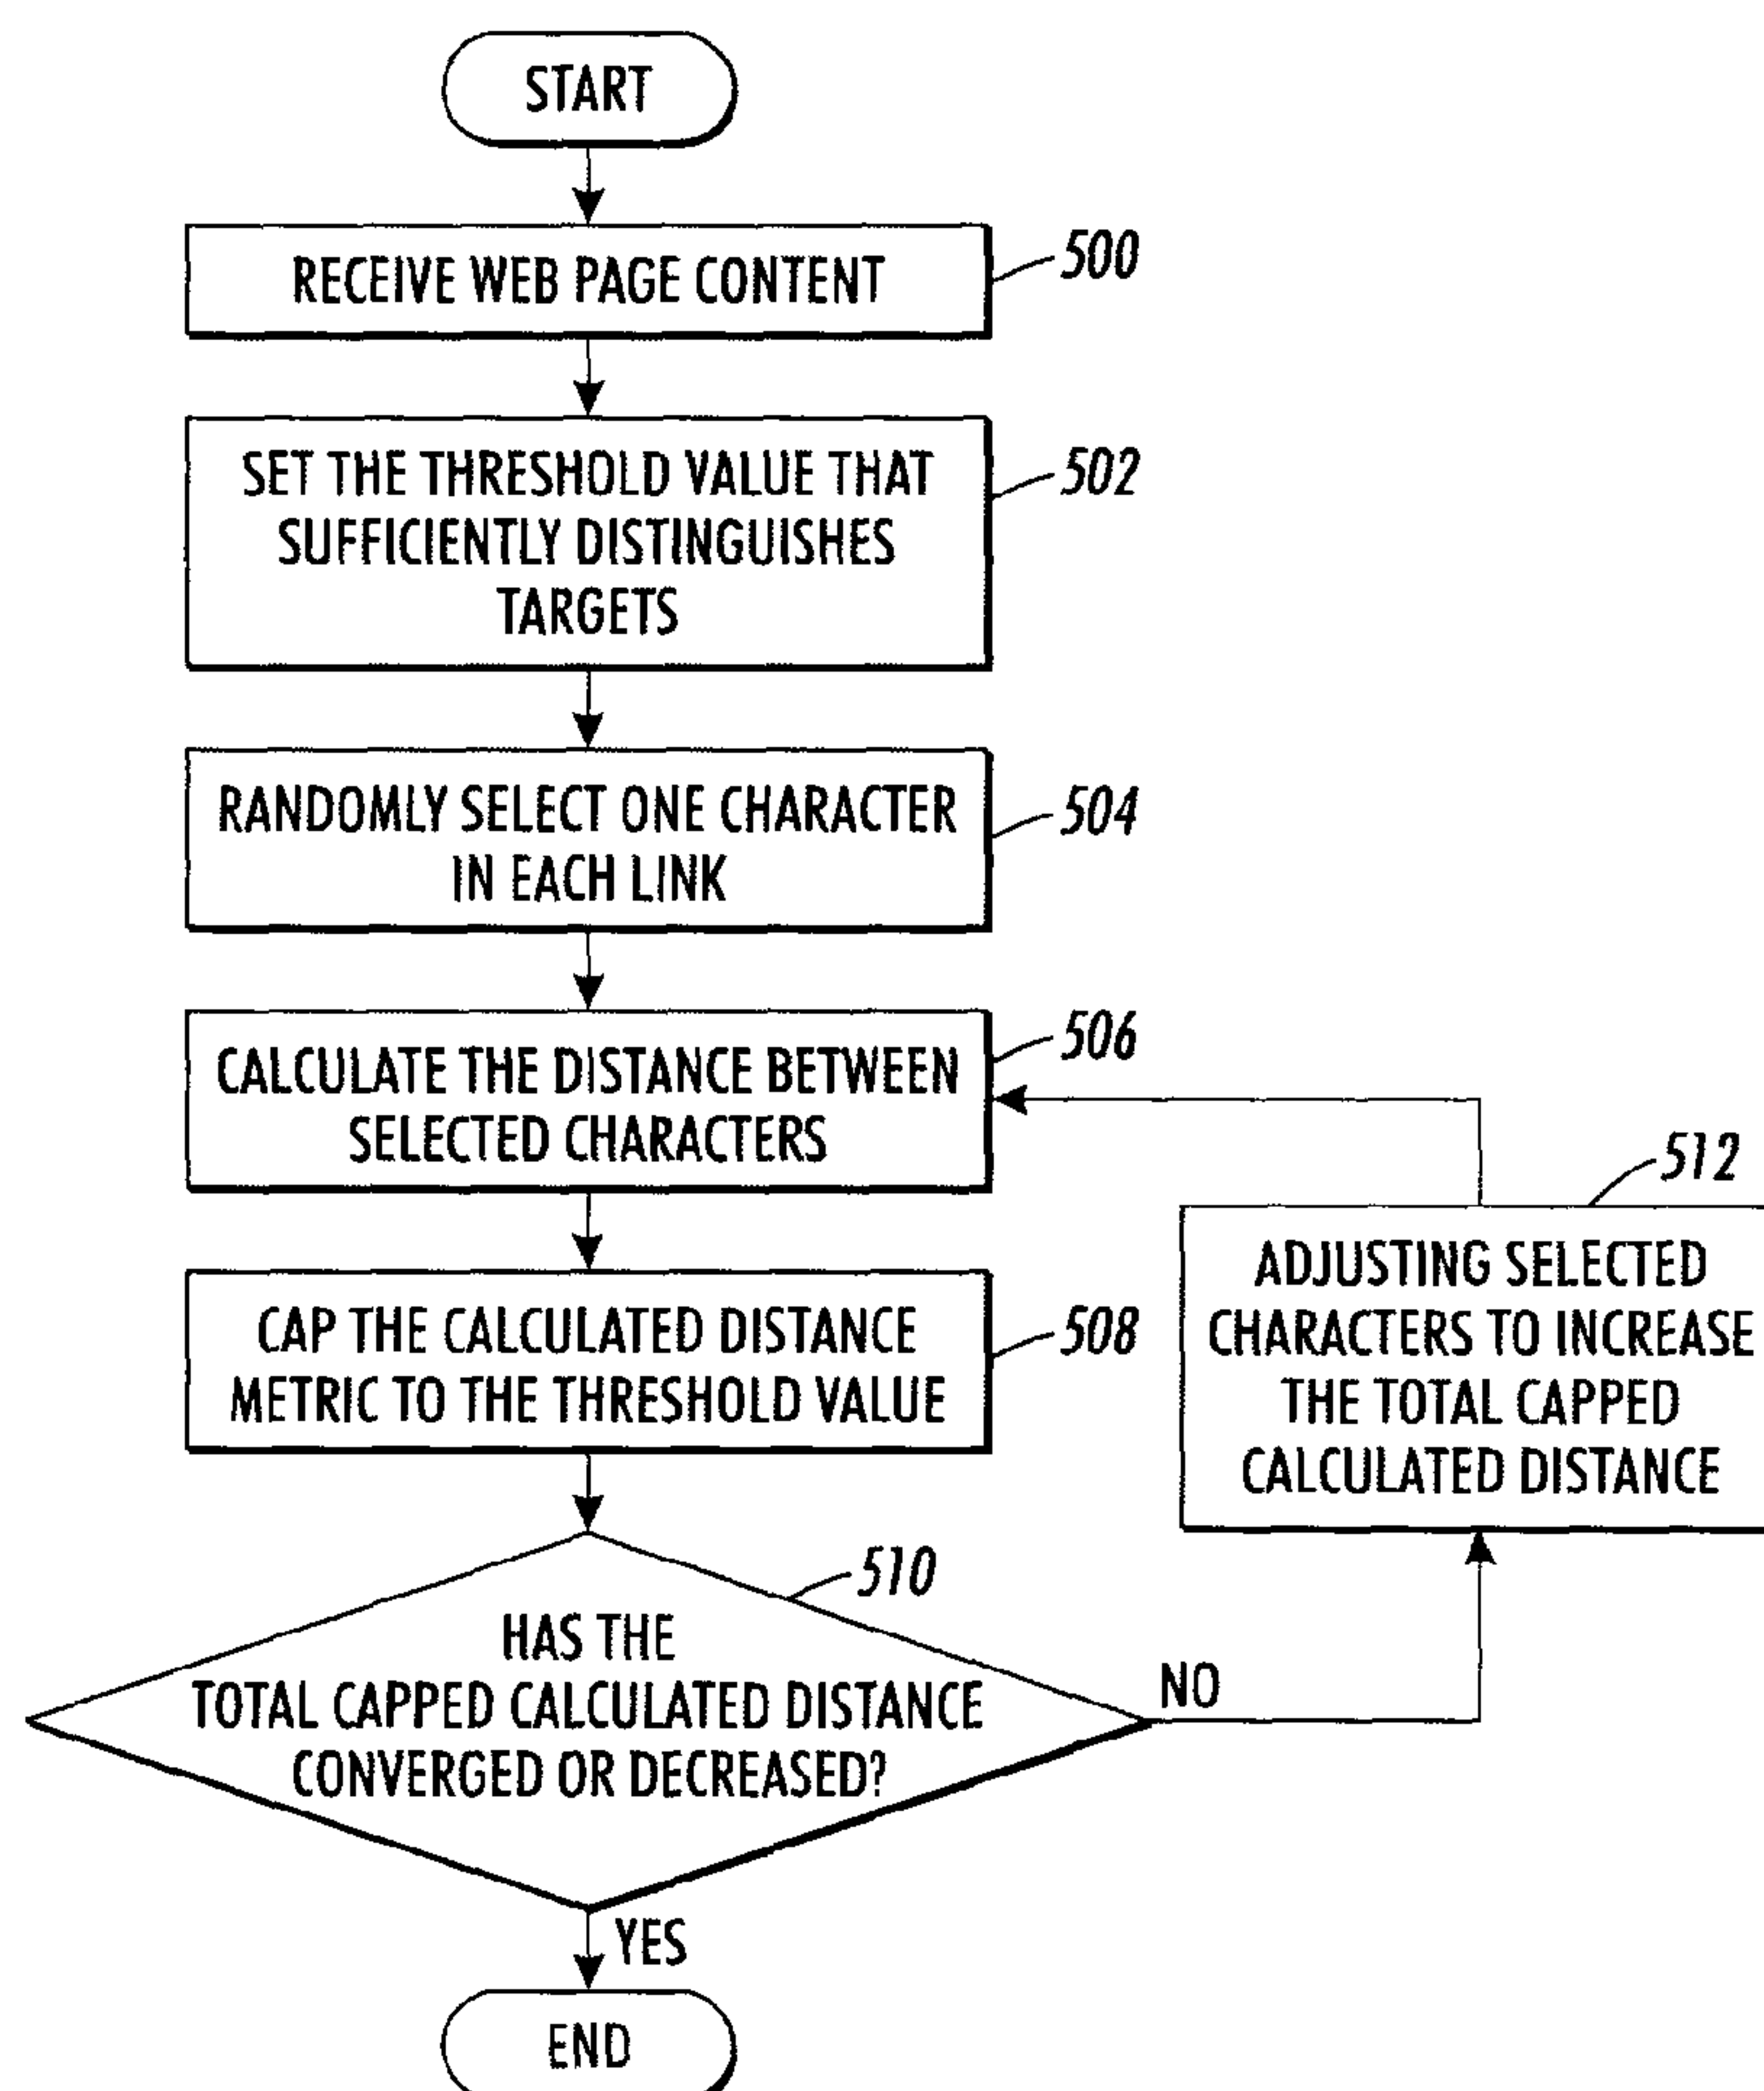 START
RECEIVE WEB PAGE CONTENT
500
SET THE THRESHOLD VALUE THAT
SUFFICIENTLY DISTINGUISHES
TARGETS
502
RANDOMLY SELECT ONE CHARACTER
IN EACH LINK
504
CALCULATE THE DISTANCE BETWEEN
SELECTED CHARACTERS
506
CAP THE CALCULATED DISTANCE
METRIC TO THE THRESHOLD VALUE
508
HAS THE
TOTAL CAPPED CALCULATED DISTANCE
CONVERGED OR DECREASED?
510
NO
512
ADJUSTING SELECTED
CHARACTERS TO INCREASE
THE TOTAL CAPPED
CALCULATED DISTANCE
YES
END